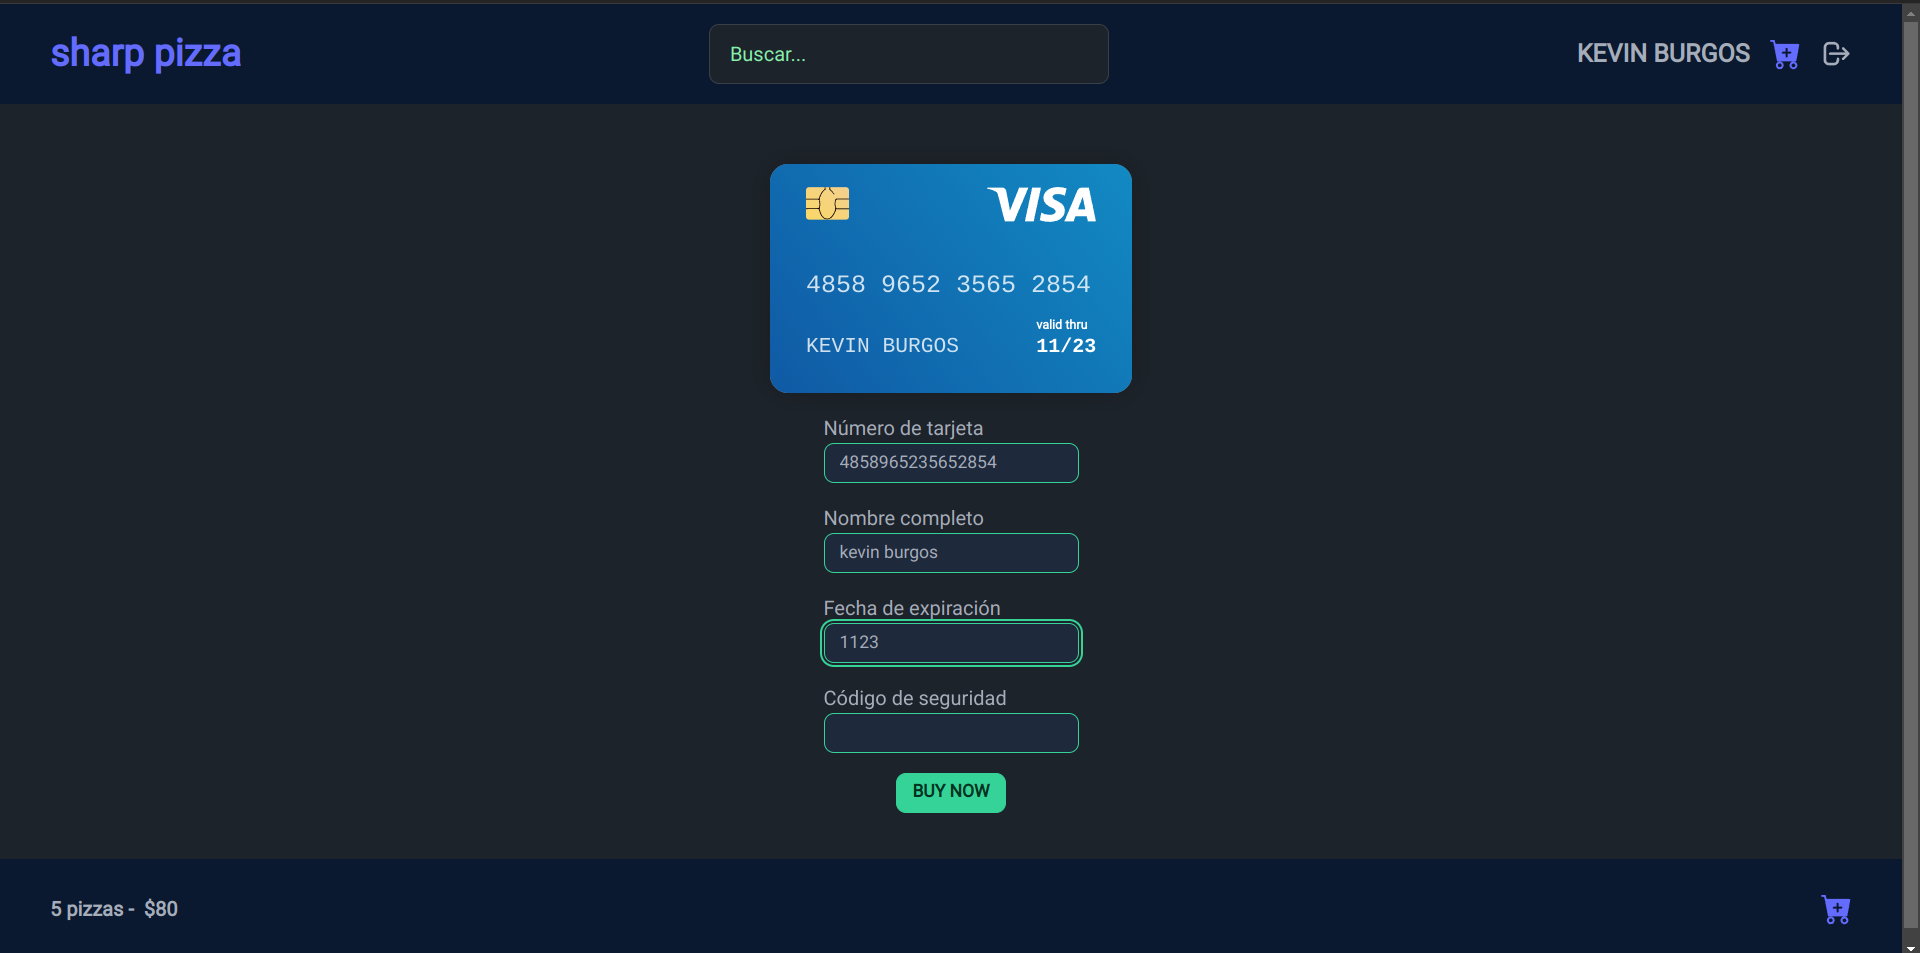 sharp pizza
Buscar...
KEVIN BURGOS
VISA
4858 9652 3565 2854
valid thru
KEVIN BURGOS 11/23
Número de tarjeta
4858965235652854
Nombre completo
kevin burgos
Fecha de expiración
1123
Código de seguridad
BUY NOW
5 pizzas - $80